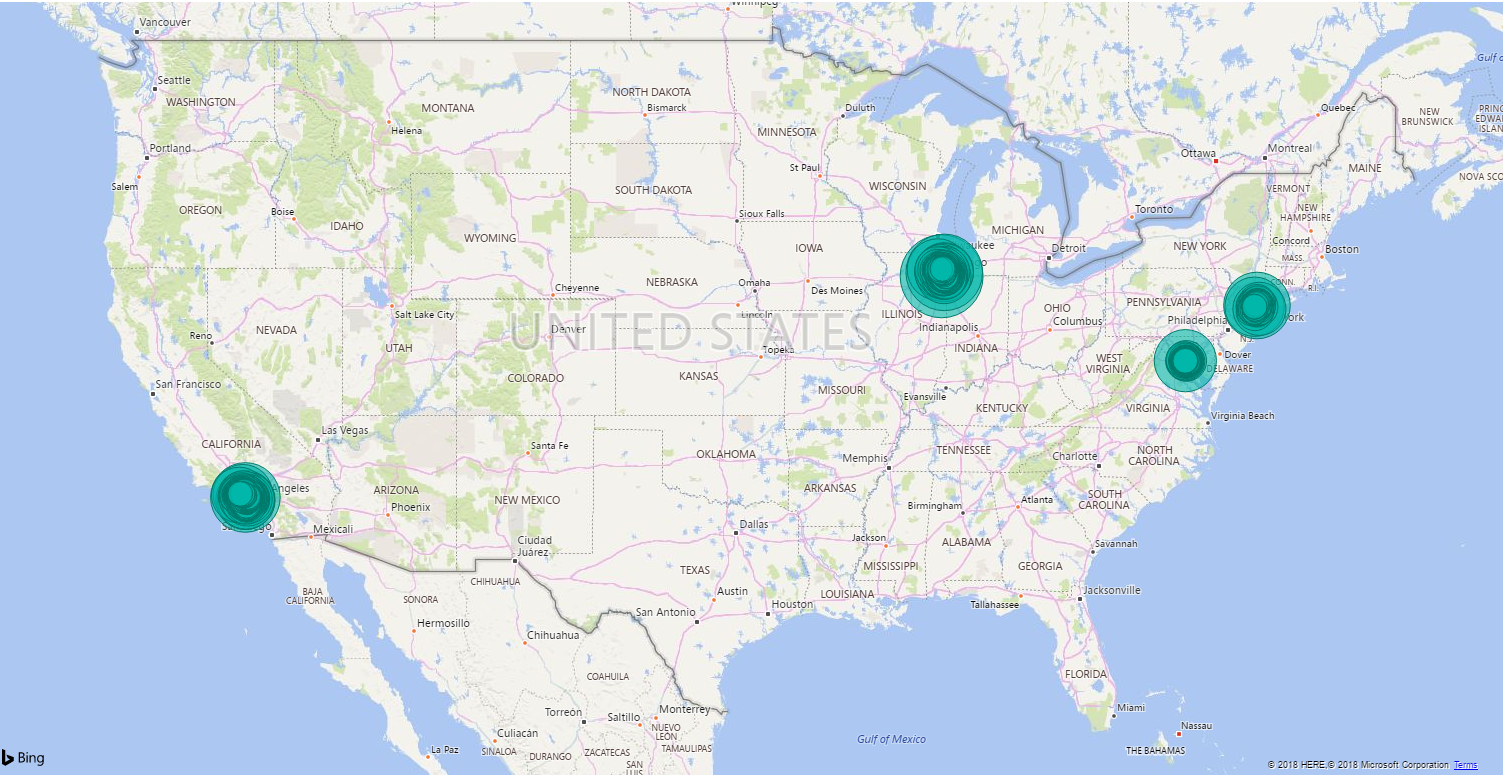 Winnipeg
Vancouver
Gulf o
Seattle
WASHINGTON
MONTANA
NORTH DAKOTA
Bismarck
Duluth
Quebec
NEW
BRUNSWICK
PRINC
EDWA
ISLAN
Helena
MINNESOTA
Portland
Ottawa
Montreal
St Paul
MAINE
Salem
WISCONSIN
SOUTH DAKOTA
VERMONT
NOVA SCO
OREGON
Boise
IDAHO
Sioux Falls
Toronto
NEW
HAMPSHIRE
WYOMING
MICHIGAN
IOWA
ukee
Detroit
NEW YORK
Concord
Boston
MASS.
o
NEBRASKA
Omaha
Des Moines
CONN.
R.I.
Cheyenne
Salt Lake City
Lincoln
ILLINOIS
OHIO
PENNSYLVANIA
Columbus
Philadelphia
ork
NEVADA
Reno
UTAH
Denver
UNITED STATES
Indianapolis
INDIANA
N.J.
Topeka
Dover
DELAWARE
WEST
VIRGINIA
San Francisco
COLORADO
KANSAS
MISSOURI
Evansville
KENTUCKY
VIRGINIA
Virginia Beach
Las Vegas
CALIFORNIA
Santa Fe
OKLAHOMA
Memphis
TENNESSEE
Charlotte
NORTH
CAROLINA
Angeles
ARIZONA
Phoenix
NEW MEXICO
ARKANSAS
Atlanta
SOUTH
CAROLINA
Birmingham
Mexicali
Dallas
Jackson
ALABAMA
Savannah
Ciudad
Juárez
CHIHUAHUA
TEXAS
MISSISSIPPI
GEORGIA
BAJA
CALIFORNIA
SONORA
Austin
LOUISIANA
Jacksonville
Houston
Tallahassee
San Antonio
Hermosillo
Chihuahua
COAHUILA
FLORIDA
Torreón
Saltillo
Monterrey
Miami
NUEVO
LEÓN
Culiacán
Nassau
Gulf of Mexico
La Paz
SINALOA
DURANGO
ZACATECAS
TAMAULIPAS
THE BAHAMAS
SAN
LUIS
Bing
© 2018 HERE,© 2018 Microsoft Corporation Terms